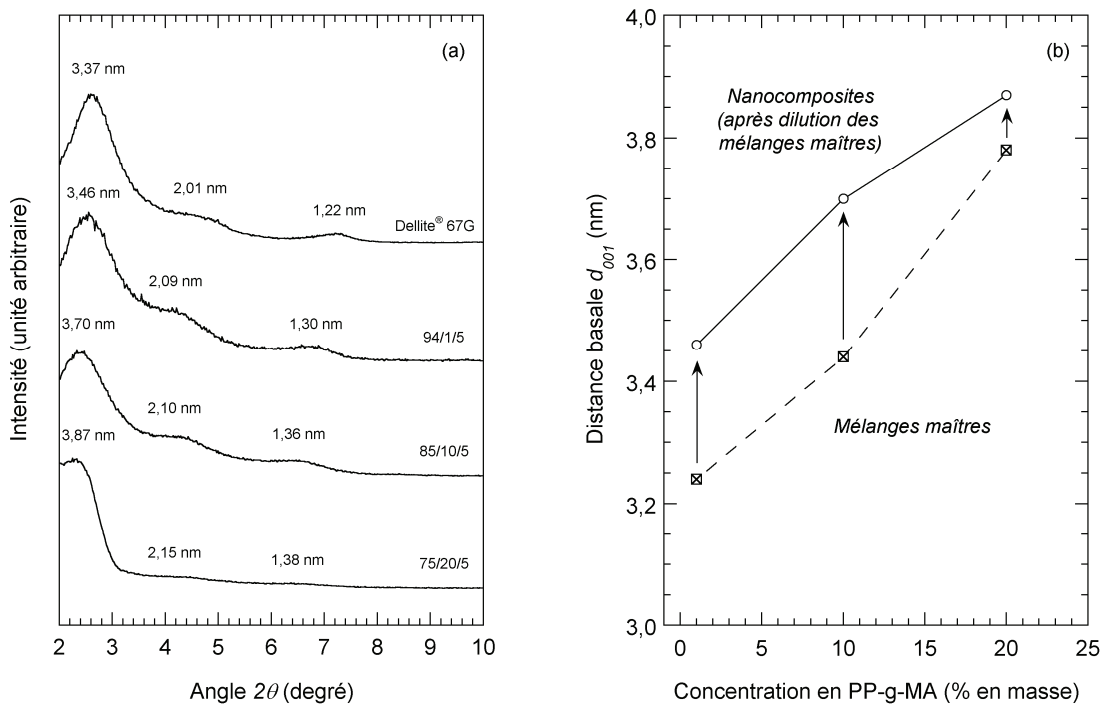 (a)
3,37 nm
2,01 nm
1,22 nm
Dellite® 67G
3,46 nm
2,09 nm
1,30 nm
94/1/5
3,70 nm
2,10 nm
1,36 nm
85/10/5
3,87 nm
2,15 nm
1,38 nm
75/20/5
Intensité (unité arbitraire)
2 3 4 5 6 7 8 9 10
Angle 2θ (degré)
(b)
4,0
3,8
3,6
3,4
3,2
3,0
Distance basale d001 (nm)
Nanocomposites
(après dilution des
mélanges maîtres)
Mélanges maîtres
0 5 10 15 20 25
Concentration en PP-g-MA (% en masse)